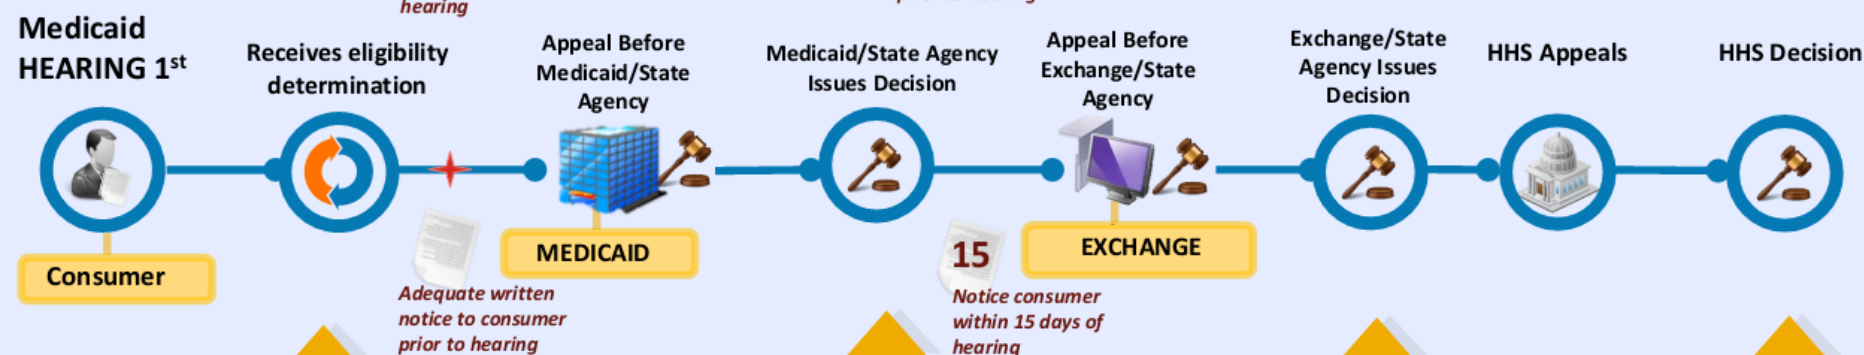 hearing
Medicaid
HEARING 1st
Receives eligibility
determination
Appeal Before
Medicaid/State
Agency
Medicaid/State Agency
Issues Decision
Appeal Before
Exchange/State
Agency
Exchange/State
Agency Issues
Decision
HHS Appeals
HHS Decision
Consumer
MEDICAID
15
EXCHANGE
Adequate written
notice to consumer
prior to hearing
Notice consumer
within 15 days of
hearing